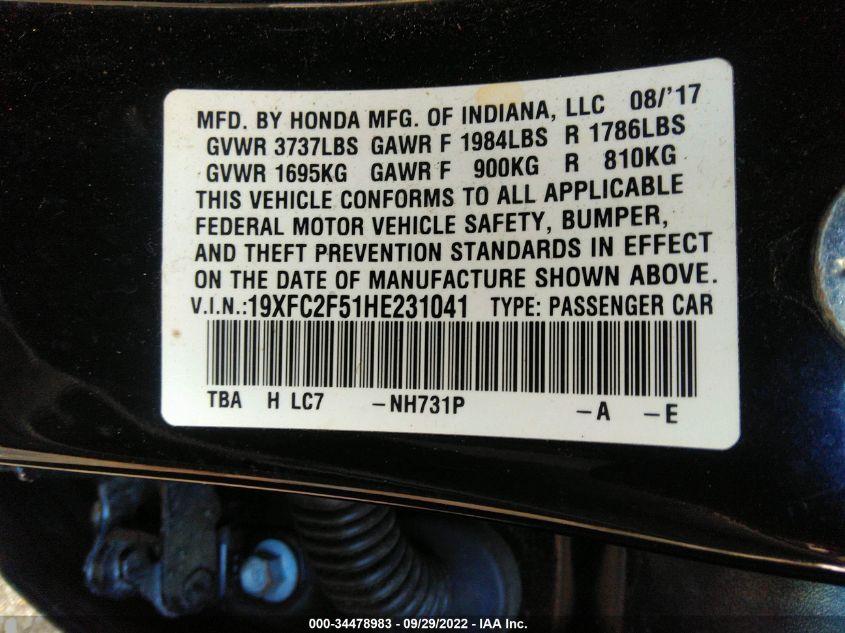 MFD. BY HONDA MFG. OF INDIANA, LLC 08/'17
GVWR 3737LBS GAWR F 1984LBS R 1786LBS
GVWR 1695KG GAWR F 900KG R 810KG
THIS VEHICLE CONFORMS TO ALL APPLICABLE
FEDERAL MOTOR VEHICLE SAFETY, BUMPER,
AND THEFT PREVENTION STANDARDS IN EFFECT
ON THE DATE OF MANUFACTURE SHOWN ABOVE.
V.I.N.:19XFC2F51HE231041 TYPE: PASSENGER CAR
TBA H LC7 -NH731P -A -E
000-34478983 - 09/29/2022 - IAA Inc.